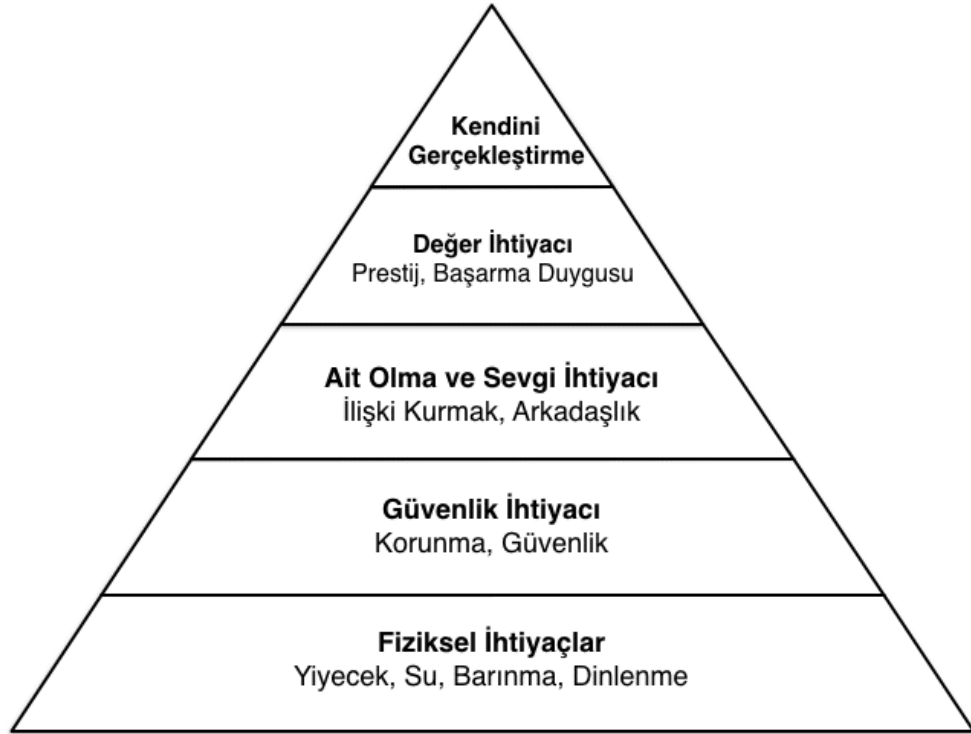 Kendini
Gerçekleştirme
Değer İhtiyacı
Prestij, Başarma Duygusu
Ait Olma ve Sevgi İhtiyacı
İlişki Kurmak, Arkadaşlık
Güvenlik İhtiyacı
Korunma, Güvenlik
Fiziksel İhtiyaçlar
Yiyecek, Su, Barınma, Dinlenme